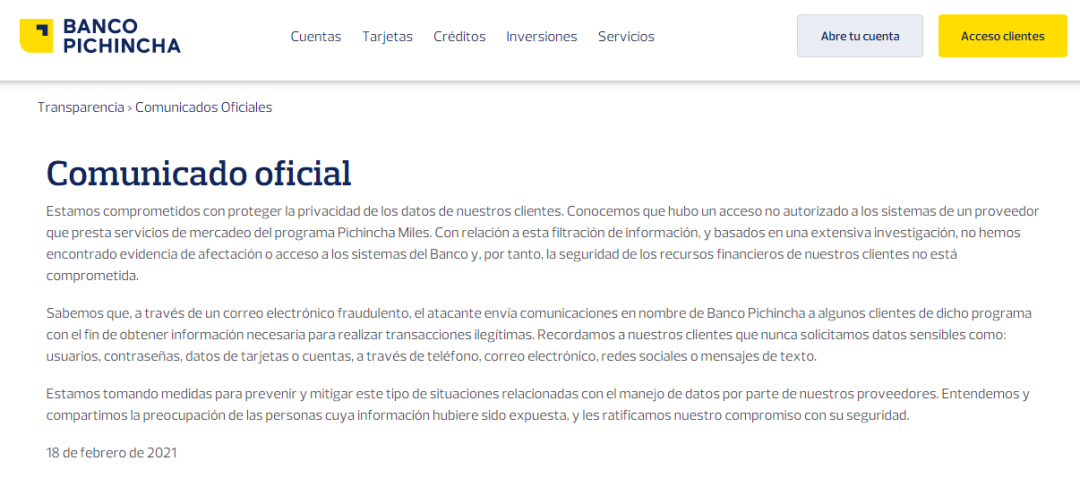 BANCO
PICHINCHA
Cuentas Tarjetas Créditos Inversiones Servicios Abre tu cuenta Acceso clientes
Transparencia > Comunicados Oficiales
Comunicado oficial
Estamos comprometidos con proteger la privacidad de los datos de nuestros clientes. Conocemos que hubo un acceso no autorizado a los sistemas de un proveedor
que presta servicios de mercadeo del programa Pichincha Miles. Con relación a esta filtración de información, y basados en una extensiva investigación, no hemos
encontrado evidencia de afectación o acceso a los sistemas del Banco y, por tanto, la seguridad de los recursos financieros de nuestros clientes no está
comprometida.
Sabemos que, a través de un correo electrónico fraudulento, el atacante envía comunicaciones en nombre de Banco Pichincha a algunos clientes de dicho programa
con el fin de obtener información necesaria para realizar transacciones ilegítimas. Recordamos a nuestros clientes que nunca solicitamos datos sensibles como:
usuarios, contraseñas, datos de tarjetas o cuentas, a través de teléfono, correo electrónico, redes sociales o mensajes de texto.
Estamos tomando medidas para prevenir y mitigar este tipo de situaciones relacionadas con el manejo de datos por parte de nuestros proveedores. Entendemos y
compartimos la preocupación de las personas cuya información hubiere sido expuesta, y les ratificamos nuestro compromiso con su seguridad.
18 de febrero de 2021